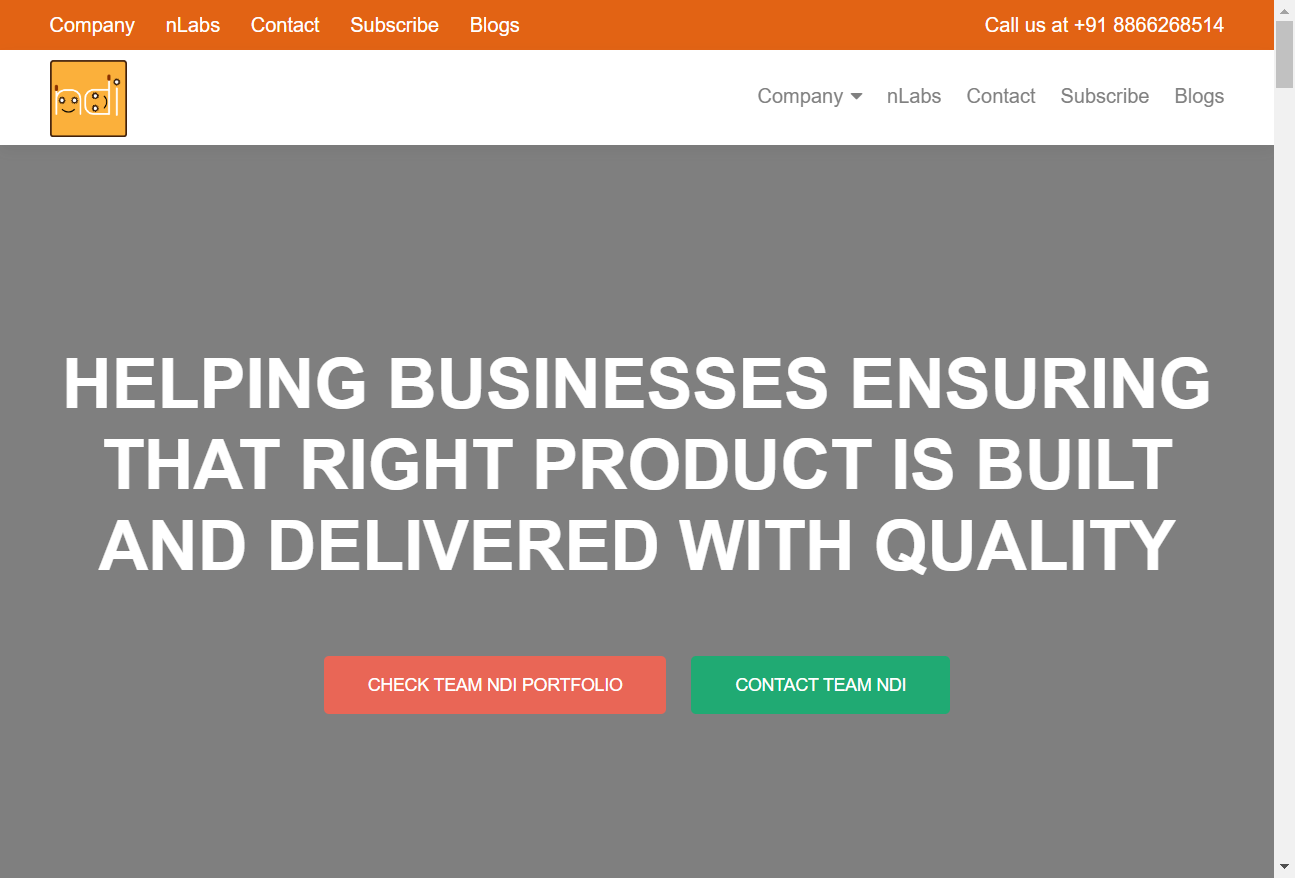 Company nLabs Contact Subscribe Blogs Call us at +91 8866268514
ndi
Company nLabs Contact Subscribe Blogs
HELPING BUSINESSES ENSURING
THAT RIGHT PRODUCT IS BUILT
AND DELIVERED WITH QUALITY
CHECK TEAM NDI PORTFOLIO CONTACT TEAM NDI